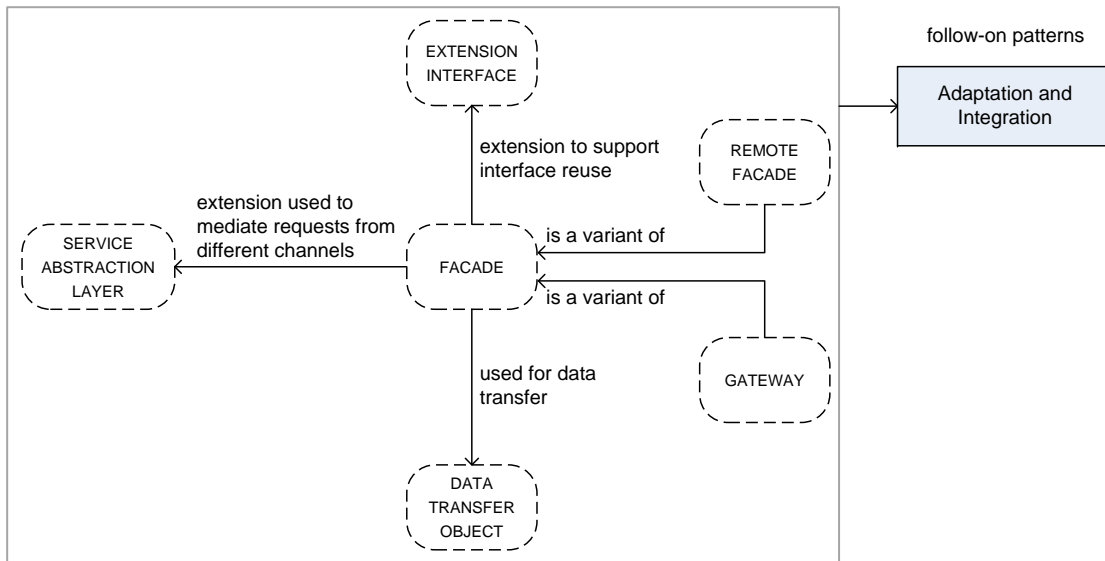 follow-on patterns
Adaptation and
Integration
EXTENSION
INTERFACE
extension to support
interface reuse
REMOTE
FACADE
extension used to
mediate requests from
different channels
is a variant of
SERVICE
ABSTRACTION
LAYER
FACADE
is a variant of
used for data
transfer
GATEWAY
DATA
TRANSFER
OBJECT